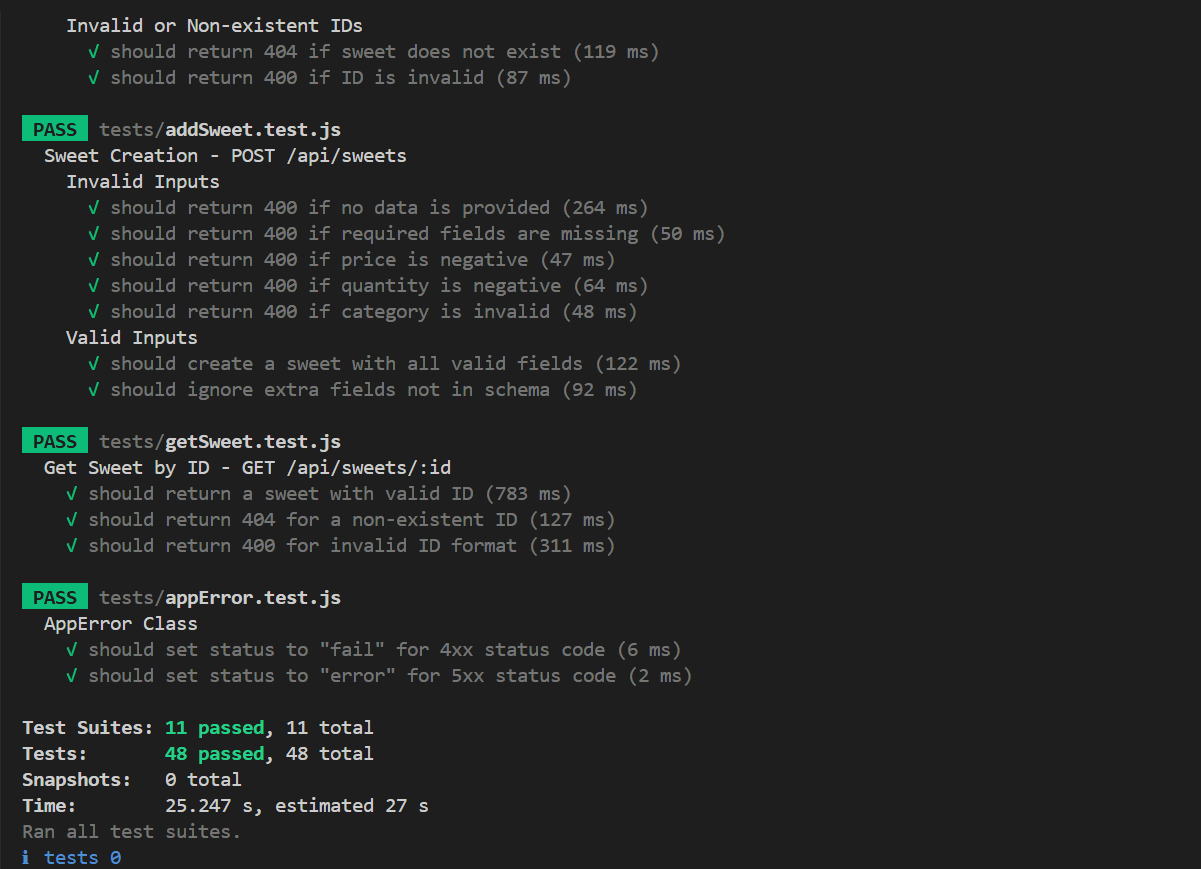 Invalid or Non-existent IDs
√ should return 404 if sweet does not exist (119 ms)
√ should return 400 if ID is invalid (87 ms)
PASS tests/addSweet.test.js
Sweet Creation - POST /api/sweets
Invalid Inputs
√ should return 400 if no data is provided (264 ms)
√ should return 400 if required fields are missing (50 ms)
√ should return 400 if price is negative (47 ms)
√ should return 400 if quantity is negative (64 ms)
√ should return 400 if category is invalid (48 ms)
Valid Inputs
√ should create a sweet with all valid fields (122 ms)
√ should ignore extra fields not in schema (92 ms)
PASS tests/getSweet.test.js
Get Sweet by ID - GET /api/sweets/:id
√ should return a sweet with valid ID (783 ms)
√ should return 404 for a non-existent ID (127 ms)
√ should return 400 for invalid ID format (311 ms)
PASS tests/appError.test.js
AppError Class
√ should set status to "fail" for 4xx status code (6 ms)
√ should set status to "error" for 5xx status code (2 ms)
Test Suites: 11 passed, 11 total
Tests: 48 passed, 48 total
Snapshots: 0 total
Time: 25.247 s, estimated 27 s
Ran all test suites.
ℹ tests 0